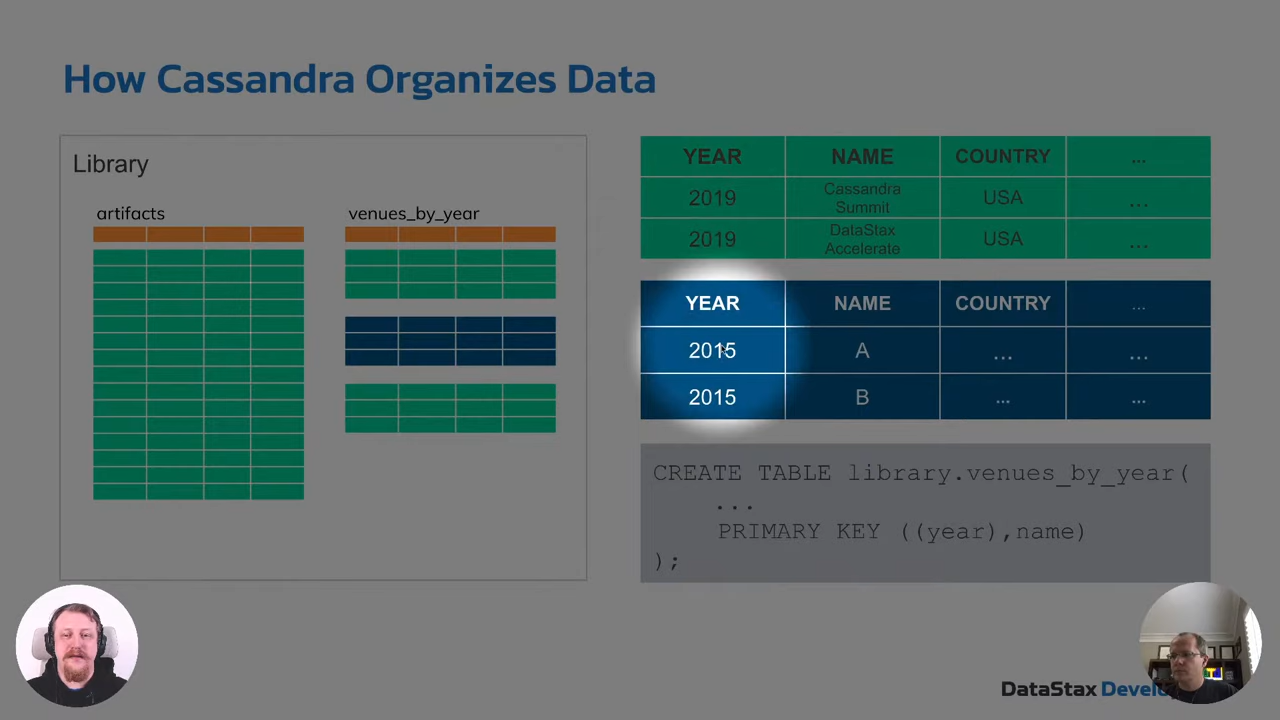 How Cassandra Organizes Data
Library
artifacts
venues_by_year
YEAR NAME COUNTRY ...
2019 Cassandra Summit USA ...
2019 DataStax Accelerate USA ...
YEAR NAME COUNTRY ...
2015 A ... ...
2015 B ... ...
CREATE TABLE library.venues_by_year(
...
PRIMARY KEY ((year),name)
);
DataStax Develop